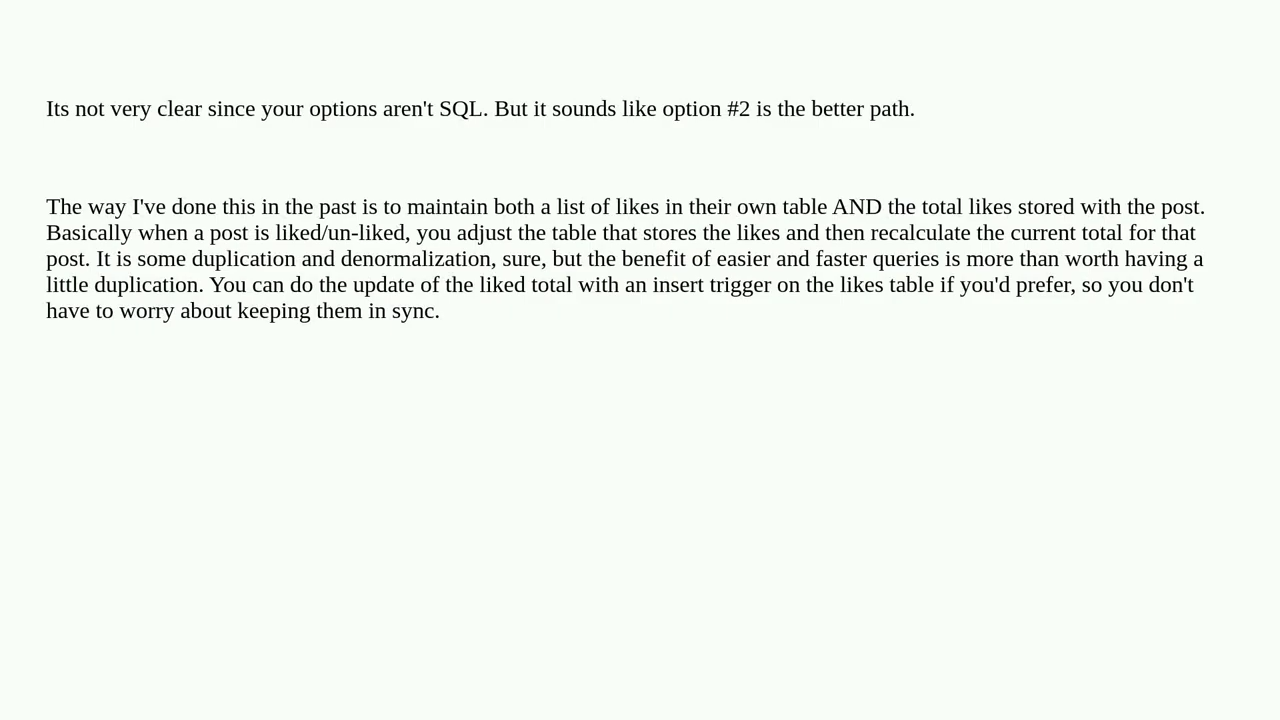 Its not very clear since your options aren't SQL. But it sounds like option #2 is the better path.
The way I've done this in the past is to maintain both a list of likes in their own table AND the total likes stored with the post.
Basically when a post is liked/un-liked, you adjust the table that stores the likes and then recalculate the current total for that
post. It is some duplication and denormalization, sure, but the benefit of easier and faster queries is more than worth having a
little duplication. You can do the update of the liked total with an insert trigger on the likes table if you'd prefer, so you don't
have to worry about keeping them in sync.